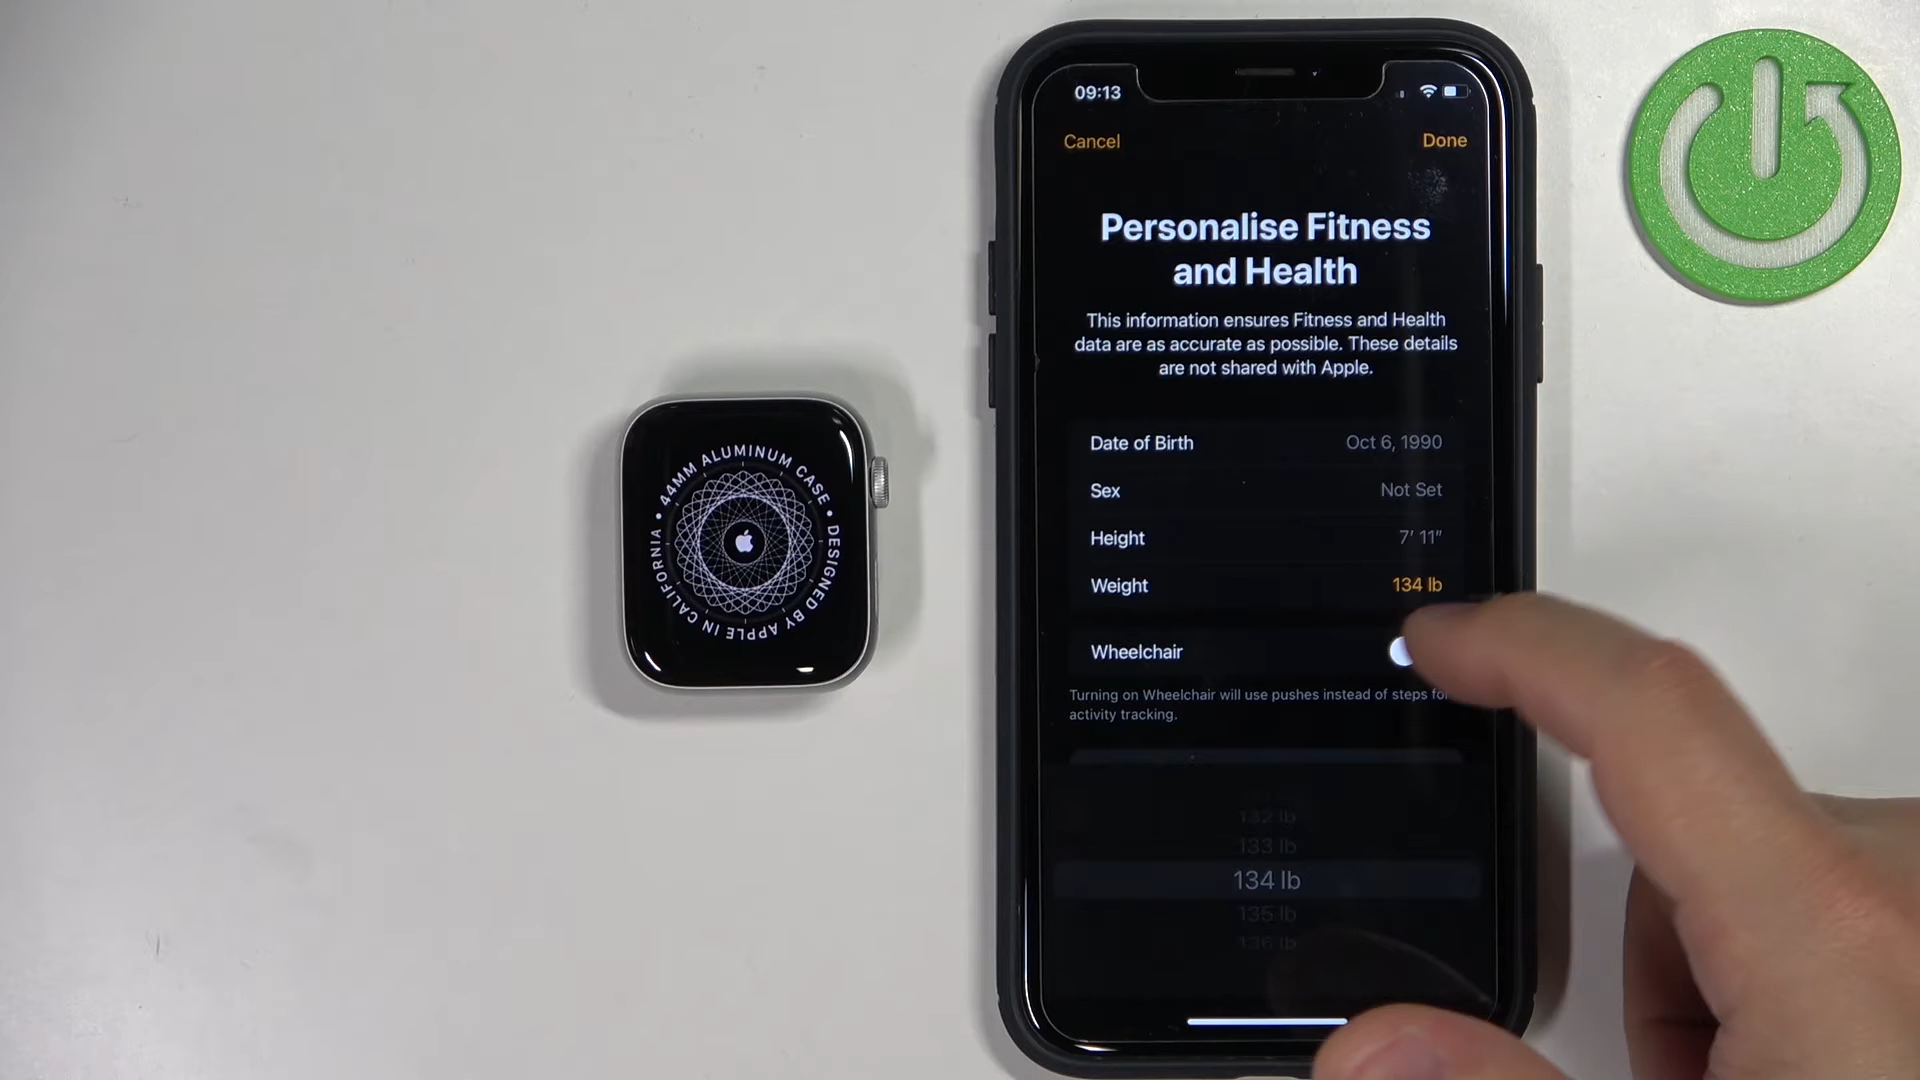 09:13
Cancel
Done
Personalise Fitness
and Health
This information ensures Fitness and Health
data are as accurate as possible. These details
are not shared with Apple.
Date of Birth Oct 6, 1990
Sex Not Set
Height 7' 11"
Weight 134 lb
Wheelchair
Turning on Wheelchair will use pushes instead of steps for
activity tracking.
132 lb
133 lb
134 lb
135 lb
136 lb
44MM ALUMINUM CASE • DESIGNED BY APPLE IN CALIFORNIA •